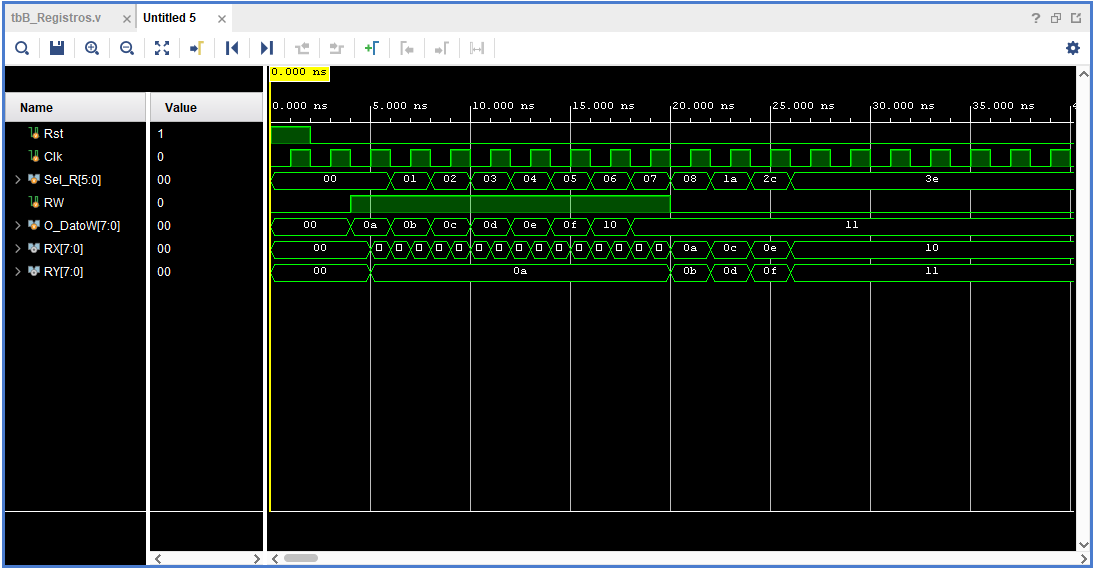 tbB_Registros.v × Untitled 5 × ?
0.000 ns
Name Value
0.000 ns 5.000 ns 10.000 ns 15.000 ns 20.000 ns 25.000 ns 30.000 ns 35.000 ns
Rst 1
Clk 0
Sel_R[5:0] 00 00 01 02 03 04 05 06 07 08 1a 2c 3e
RW 0
O_DatoW[7:0] 00 00 0a 0b 0c 0d 0e 0f 10 11
RX[7:0] 00 00 0a 0c 0e 10
RY[7:0] 00 00 0a 0b 0d 0f 11